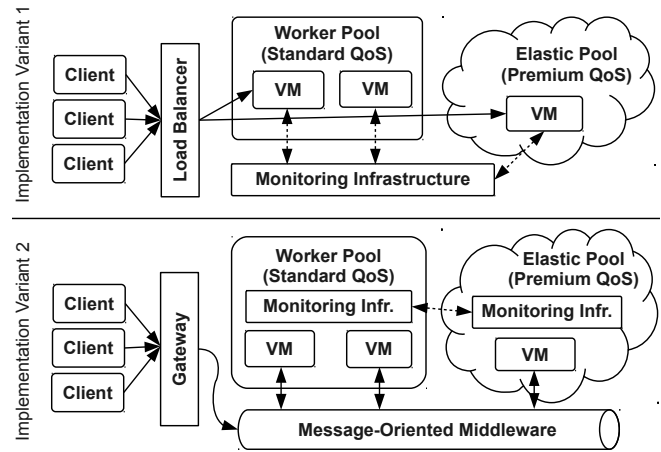 Implementation Variant 1
Client
Client
Client
Load Balancer
Worker Pool
(Standard QoS)
VM
VM
Elastic Pool
(Premium QoS)
VM
Monitoring Infrastructure
Implementation Variant 2
Client
Client
Client
Gateway
Worker Pool
(Standard QoS)
Monitoring Infr.
VM
VM
Elastic Pool
(Premium QoS)
Monitoring Infr.
VM
Message-Oriented Middleware